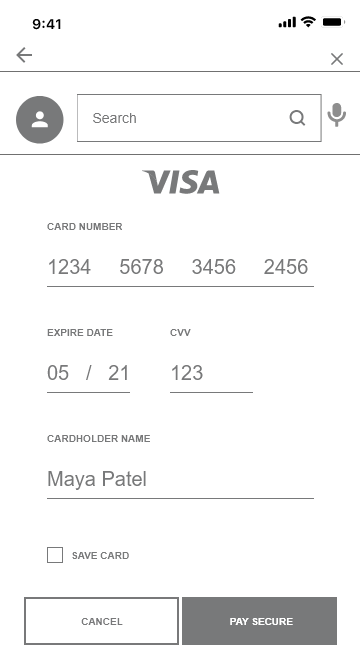 9:41
Search
VISA
CARD NUMBER
1234 5678 3456 2456
EXPIRE DATE CVV
05 / 21 123
CARDHOLDER NAME
Maya Patel
SAVE CARD
CANCEL PAY SECURE